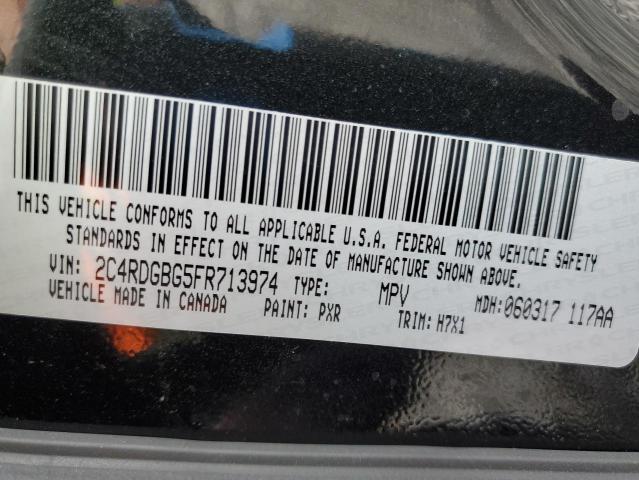 THIS VEHICLE CONFORMS TO ALL APPLICABLE U.S.A. FEDERAL MOTOR VEHICLE SAFETY
STANDARDS IN EFFECT ON THE DATE OF MANUFACTURE SHOWN ABOVE.
VIN: 2C4RDGBG5FR713974 TYPE: MPV MDH:060317 117AA
VEHICLE MADE IN CANADA PAINT: PXR TRIM: H7X1